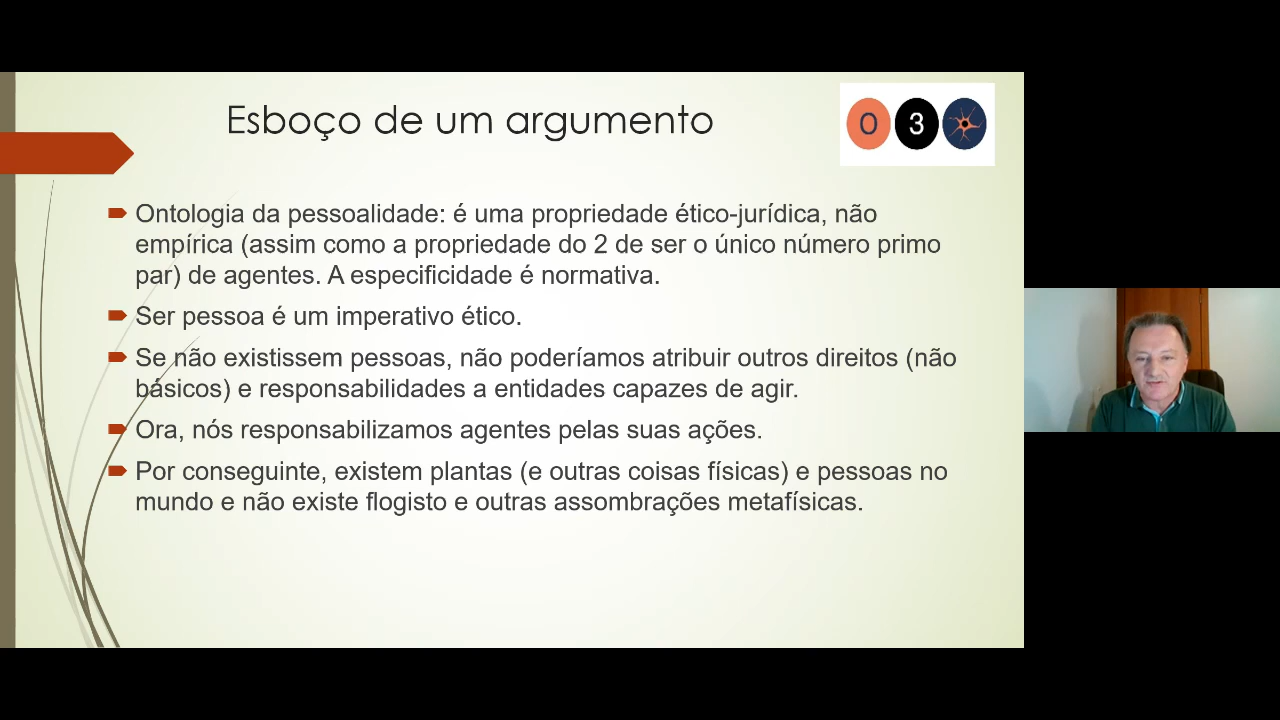 Esboço de um argumento
O 3
Ontologia da pessoalidade: é uma propriedade ético-jurídica, não
empírica (assim como a propriedade do 2 de ser o único número primo
par) de agentes. A especificidade é normativa.
Ser pessoa é um imperativo ético.
Se não existissem pessoas, não poderíamos atribuir outros direitos (não
básicos) e responsabilidades a entidades capazes de agir.
Ora, nós responsabilizamos agentes pelas suas ações.
Por conseguinte, existem plantas (e outras coisas físicas) e pessoas no
mundo e não existe flogisto e outras assombrações metafísicas.